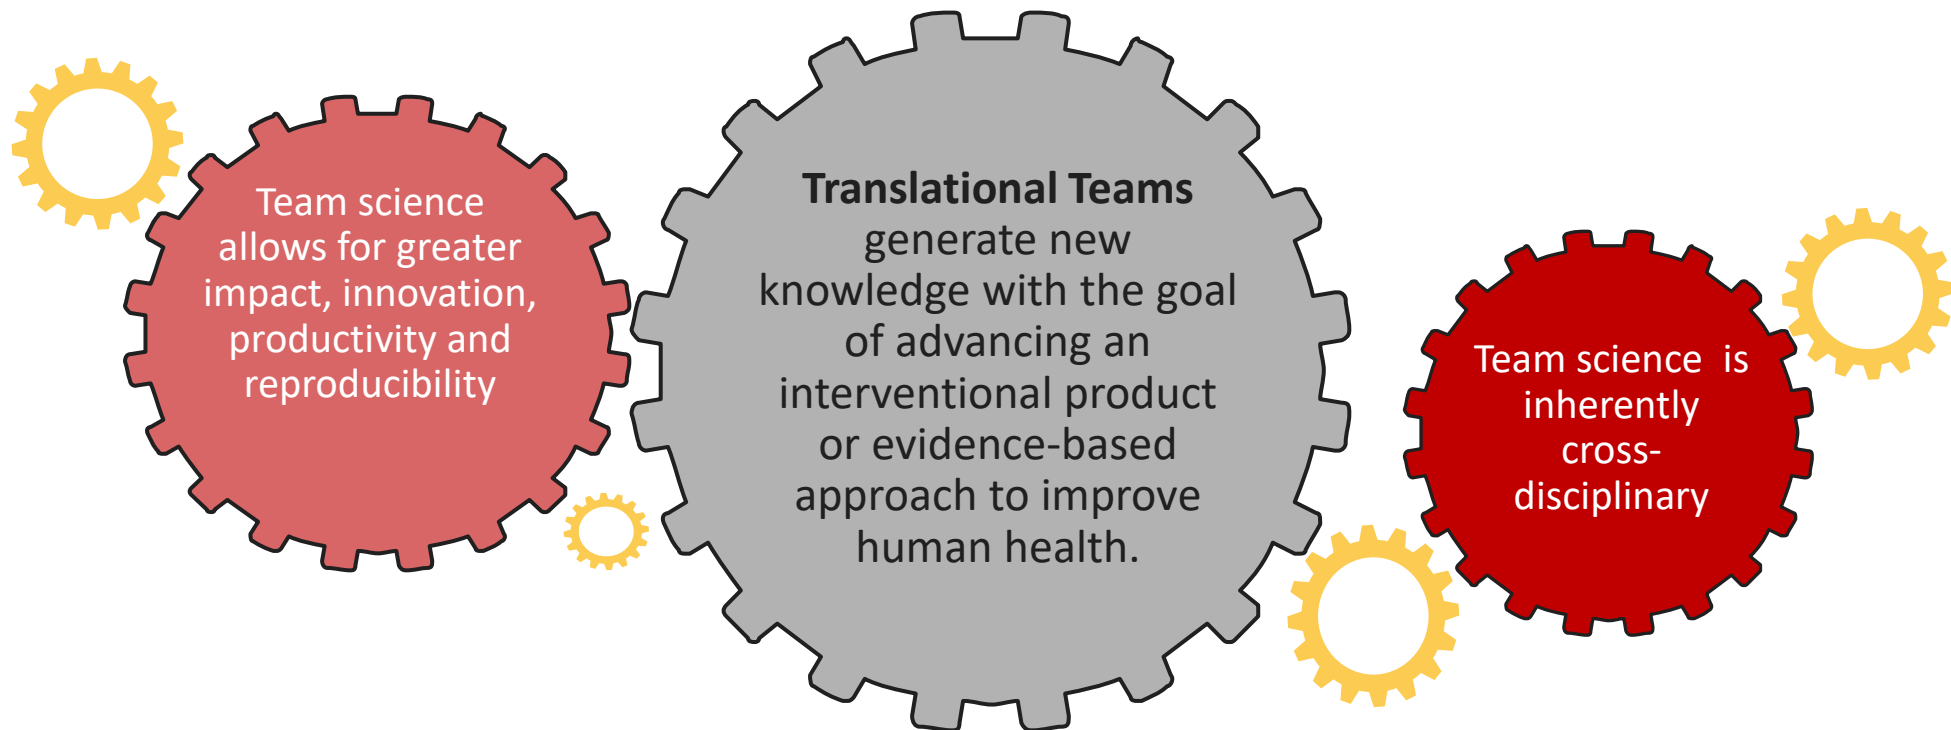 Team science
allows for greater
impact, innovation,
productivity and
reproducibility
Translational Teams
generate new
knowledge with the goal
of advancing an
interventional product
or evidence-based
approach to improve
human health.
Team science  is
inherently
cross-
disciplinary